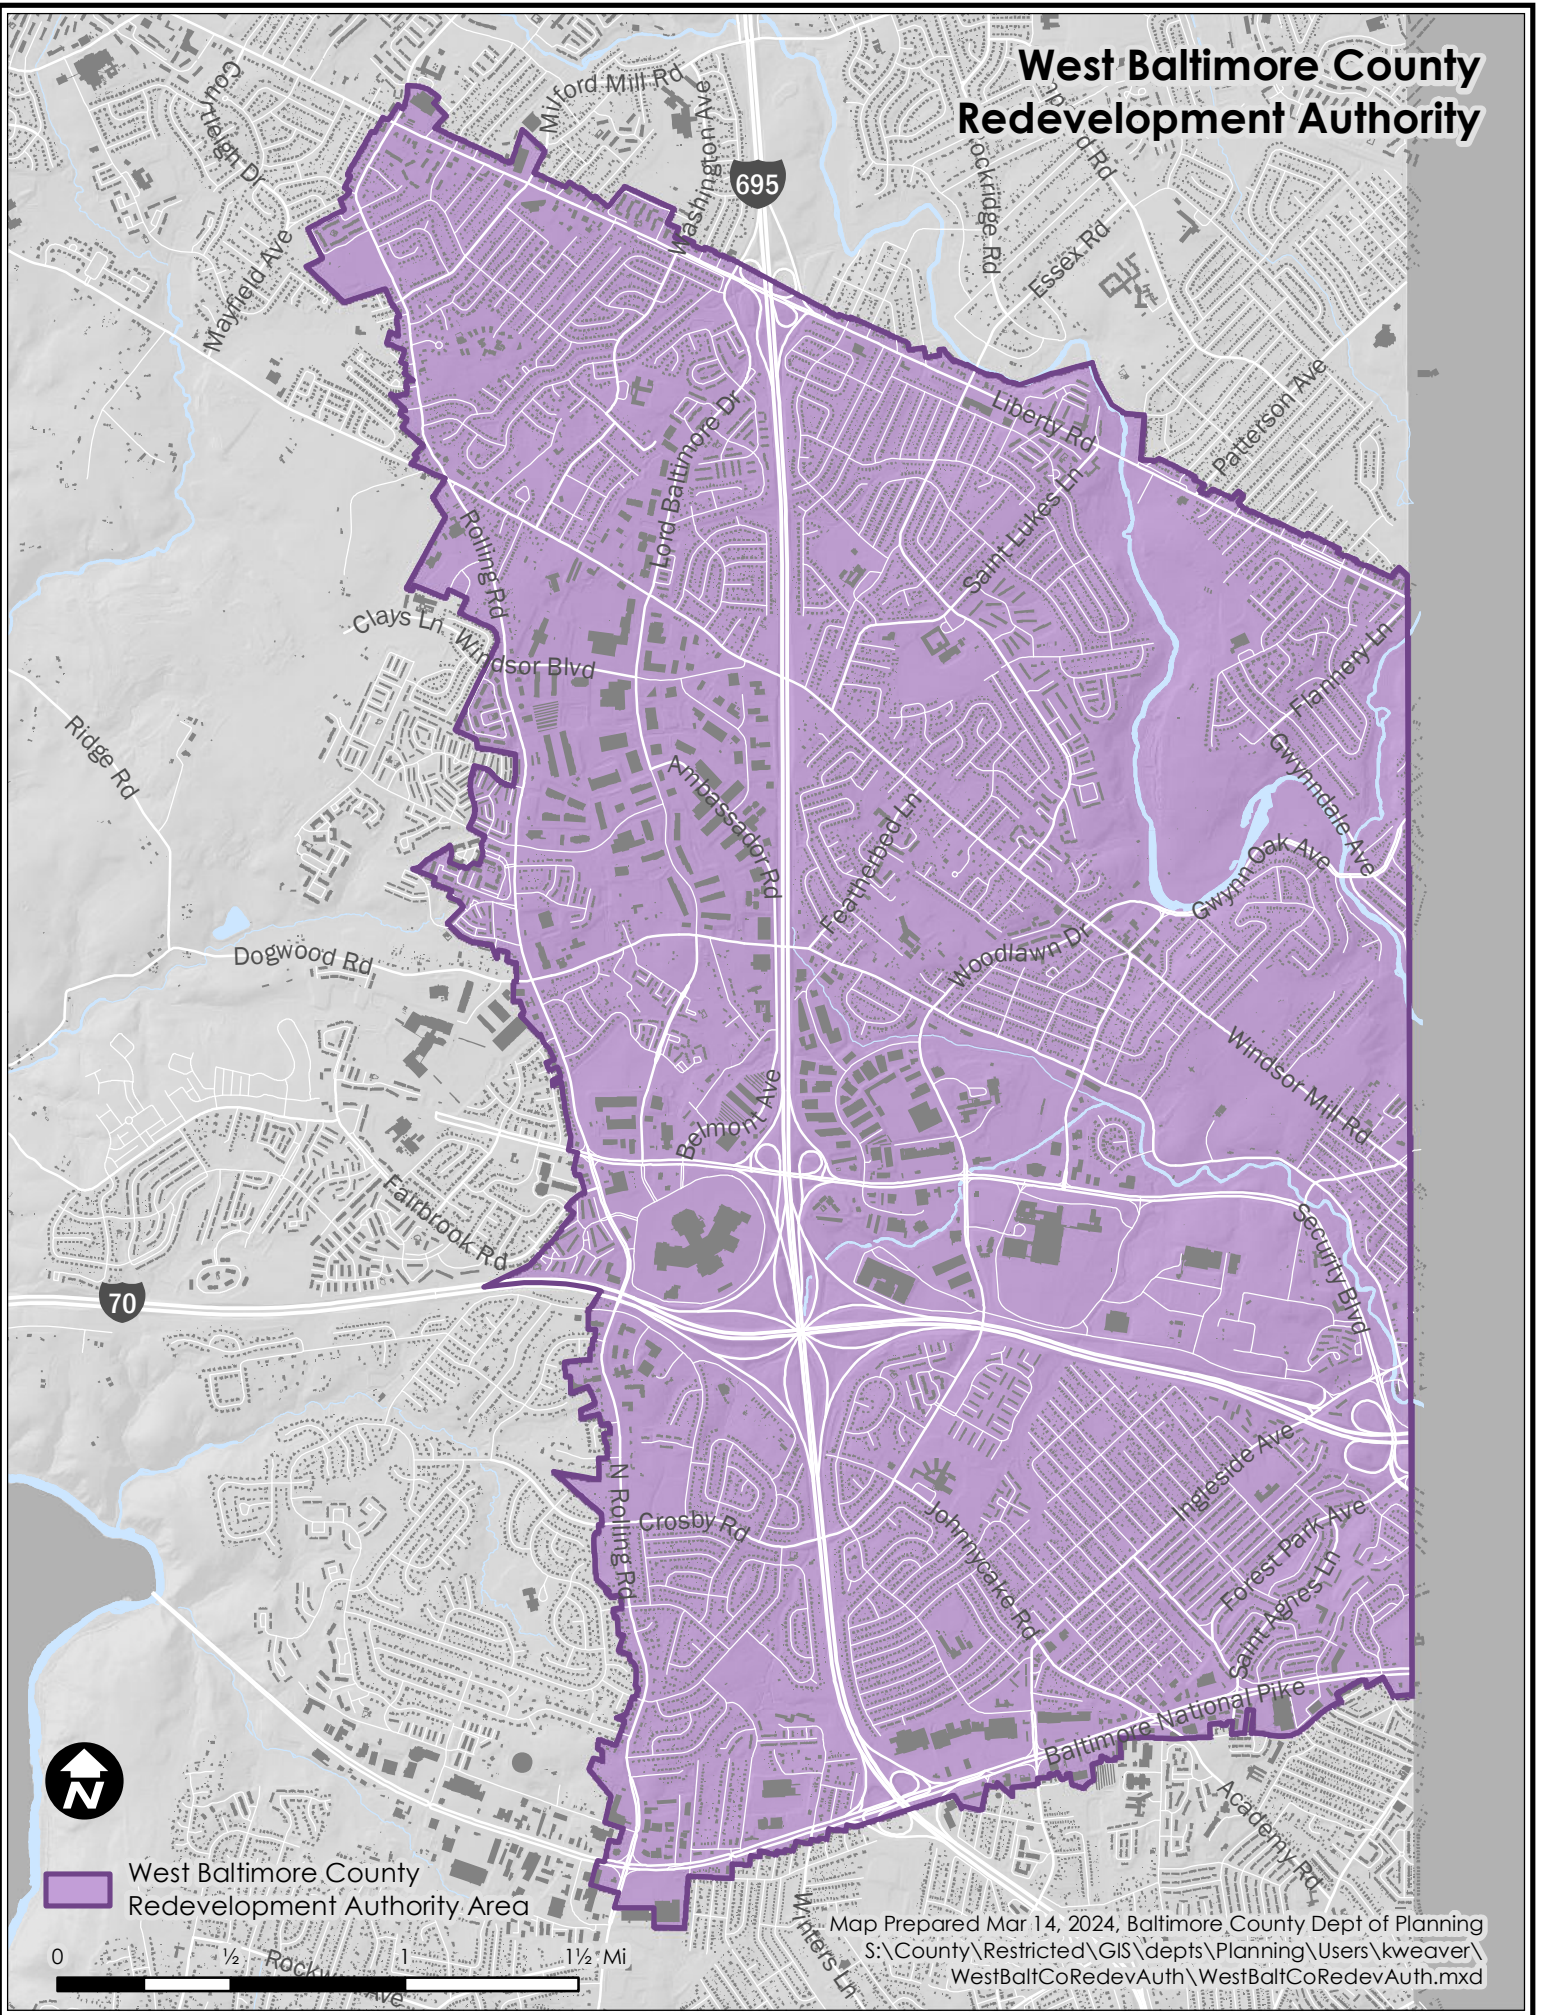 West Baltimore County
Redevelopment Authority
Courtleigh Dr
Milford Mill Rd
Washington Ave
695
Rd
Rd
Essex Rd
Mayfield Ave
Patterson Ave
Liberty Rd
Lord Baltimore Dr
Saint Lukes Ln
Rolling Rd
Clays Ln
Windsor Blvd
Flannery Ln
Ridge Rd
Gwynndale Ave
Ambassador Rd
Featherbed Ln
Gwynn Oak Ave
Dogwood Rd
Woodlawn Dr
Windsor Mill Rd
Belmont Ave
Fairbrook Rd
Security Blvd
70
Ingleside Ave
N Rolling Rd
Crosby Rd
Johnnycake Rd
Forest Park Ave
Saint Agnes Ln
Baltimore National Pike
N
Academy Rd
West Baltimore County
Redevelopment Authority Area
Winters Ln
Map Prepared Mar 14, 2024, Baltimore County Dept of Planning
S:\County\Restricted\GIS\depts\Planning\Users\kweaver\
WestBaltCoRedevAuth\WestBaltCoRedevAuth.mxd
0 ½ 1 1½ Mi
Ave